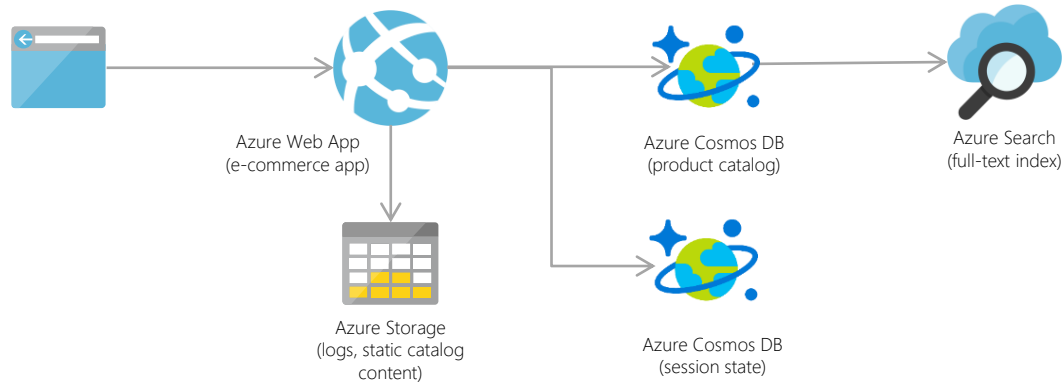 Azure Web App
(e-commerce app)
Azure Cosmos DB
(product catalog)
Azure Search
(full-text index)
Azure Storage
(logs, static catalog
content)
Azure Cosmos DB
(session state)